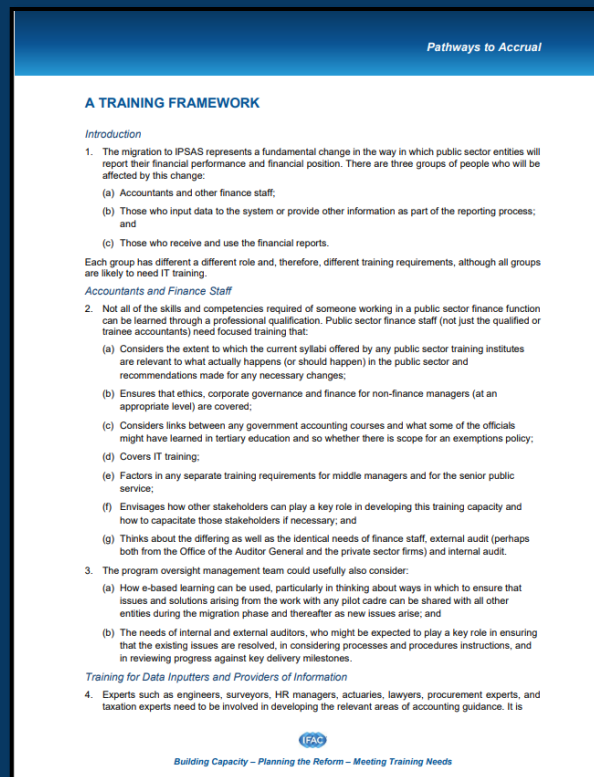 Pathways to Accrual
A TRAINING FRAMEWORK
Introduction
1. The migration to IPSAS represents a fundamental change in the way in which public sector entities will
report their financial performance and financial position. There are three groups of people who will be
affected by this change:
(a) Accountants and other finance staff;
(b) Those who input data to the system or provide other information as part of the reporting process;
and
(c) Those who receive and use the financial reports.
Each group has different a different role and, therefore, different training requirements, although all groups
are likely to need IT training.
Accountants and Finance Staff
2. Not all of the skills and competencies required of someone working in a public sector finance function
can be learned through a professional qualification. Public sector finance staff (not just the qualified or
trainee accountants) need focused training that:
(a) Considers the extent to which the current syllabi offered by any public sector training institutes
are relevant to what actually happens (or should happen) in the public sector and
recommendations made for any necessary changes;
(b) Ensures that ethics, corporate governance and finance for non-finance managers (at an
appropriate level) are covered;
(c) Considers links between any government accounting courses and what some of the officials
might have learned in tertiary education and so whether there is scope for an exemptions policy;
(d) Covers IT training;
(e) Factors in any separate training requirements for middle managers and for the senior public
service;
(f) Envisages how other stakeholders can play a key role in developing this training capacity and
how to capacitate those stakeholders if necessary; and
(g) Thinks about the differing as well as the identical needs of finance staff, external audit (perhaps
both from the Office of the Auditor General and the private sector firms) and internal audit.
3. The program oversight management team could usefully also consider:
(a) How e-based learning can be used, particularly in thinking about ways in which to ensure that
issues and solutions arising from the work with any pilot cadre can be shared with all other
entities during the migration phase and thereafter as new issues arise; and
(b) The needs of internal and external auditors, who might be expected to play a key role in ensuring
that the existing issues are resolved, in considering processes and procedures instructions, and
in reviewing progress against key delivery milestones.
Training for Data Inputters and Providers of Information
4. Experts such as engineers, surveyors, HR managers, actuaries, lawyers, procurement experts, and
taxation experts need to be involved in developing the relevant areas of accounting guidance. It is
IFAC
Building Capacity – Planning the Reform – Meeting Training Needs